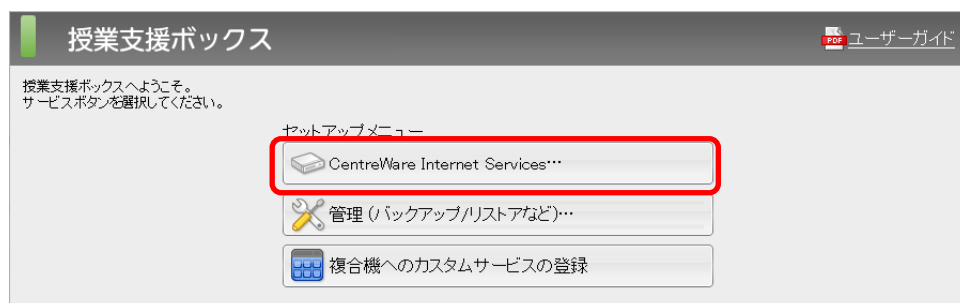 授業支援ボックス
PDF ユーザーガイド
授業支援ボックスへようこそ。
サービスボタンを選択してください。
セットアップメニュー
CentreWare Internet Services…
管理 (バックアップ/リストアなど)…
複合機へのカスタムサービスの登録